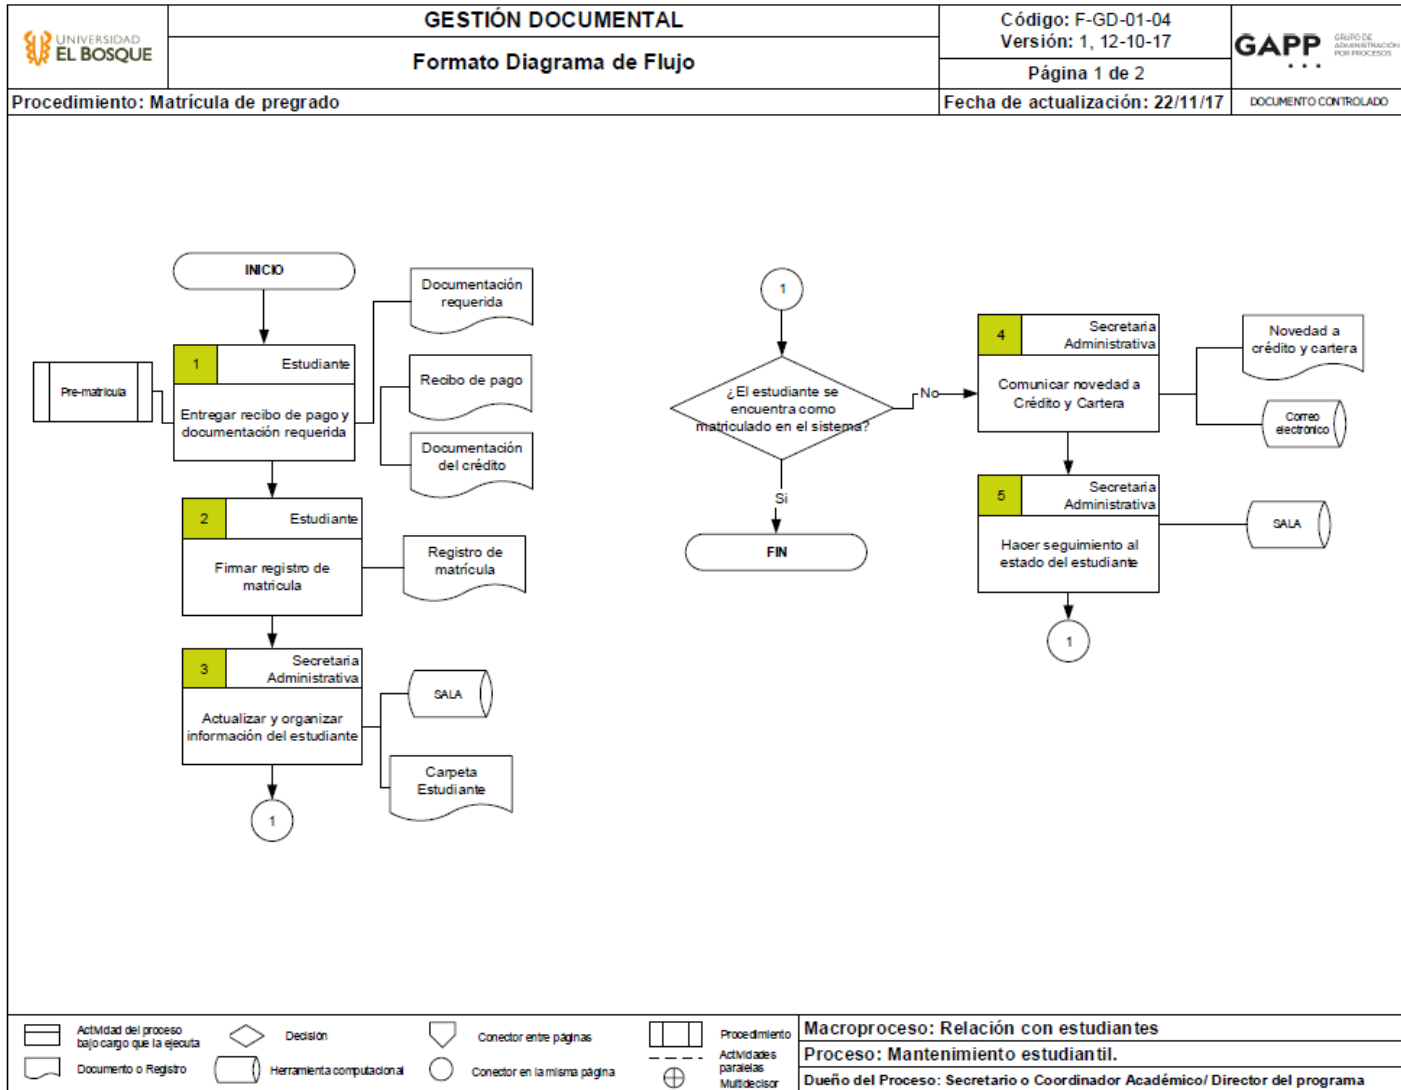 UNIVERSIDAD
EL BOSQUE
GESTIÓN DOCUMENTAL
Formato Diagrama de Flujo
Código: F-GD-01-04
Versión: 1, 12-10-17
Página 1 de 2
GAPP
GRUPO DE
ADMINISTRACIÓN
POR PROCESOS
Procedimiento: Matrícula de pregrado
Fecha de actualización: 22/11/17
DOCUMENTO CONTROLADO
INICIO
Documentación
requerida
1
Estudiante
Pre-matricula
Entregar recibo de pago y
documentación requerida
Recibo de pago
Documentación
del crédito
2
Estudiante
Firmar registro de
matricula
Registro de
matrícula
3
Secretaria
Administrativa
Actualizar y organizar
información del estudiante
SALA
Carpeta
Estudiante
1
1
¿El estudiante se
encuentra como
matriculado en el sistema?
No
Si
FIN
4
Secretaria
Administrativa
Comunicar novedad a
Crédito y Cartera
Novedad a
crédito y cartera
Correo
electrónico
5
Secretaria
Administrativa
Hacer seguimiento al
estado del estudiante
SALA
1
Actividad del proceso
bajo cargo que la ejecuta
Decisión
Conector entre páginas
Procedimiento
Documento o Registro
Herramienta computacional
Conector en la misma página
Actividades
paralelas
Multidecisor
Macroproceso: Relación con estudiantes
Proceso: Mantenimiento estudiantil.
Dueño del Proceso: Secretario o Coordinador Académico/ Director del programa